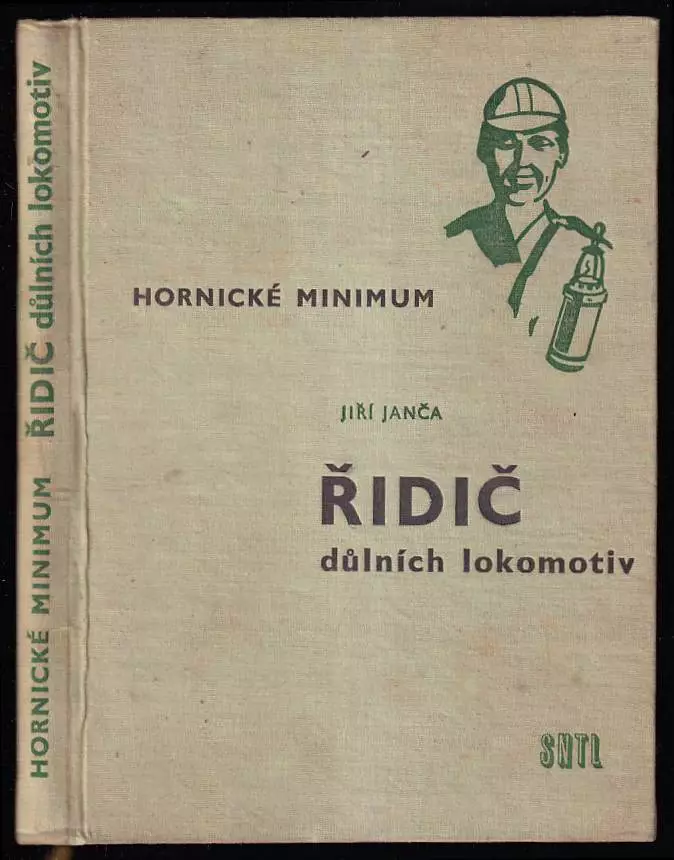 HORNICKÉ MINIMUM ŘIDIČ důlních lokomotiv
HORNICKÉ MINIMUM
JIŘÍ JANČA
ŘIDIČ
důlních lokomotiv
SNTL